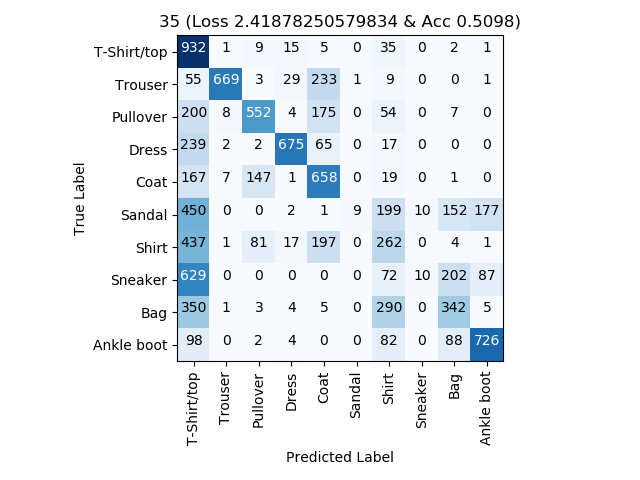 35 (Loss 2.41878250579834 & Acc 0.5098)
T-Shirt/top 932 1 9 15 5 0 35 0 2 1
Trouser 55 669 3 29 233 1 9 0 0 1
Pullover 200 8 552 4 175 0 54 0 7 0
Dress 239 2 2 675 65 0 17 0 0 0
Coat 167 7 147 1 658 0 19 0 1 0
Sandal 450 0 0 2 1 9 199 10 152 177
Shirt 437 1 81 17 197 0 262 0 4 1
Sneaker 629 0 0 0 0 0 72 10 202 87
Bag 350 1 3 4 5 0 290 0 342 5
Ankle boot 98 0 2 4 0 0 82 0 88 726
True Label
T-Shirt/top Trouser Pullover Dress Coat Sandal Shirt Sneaker Bag Ankle boot
Predicted Label